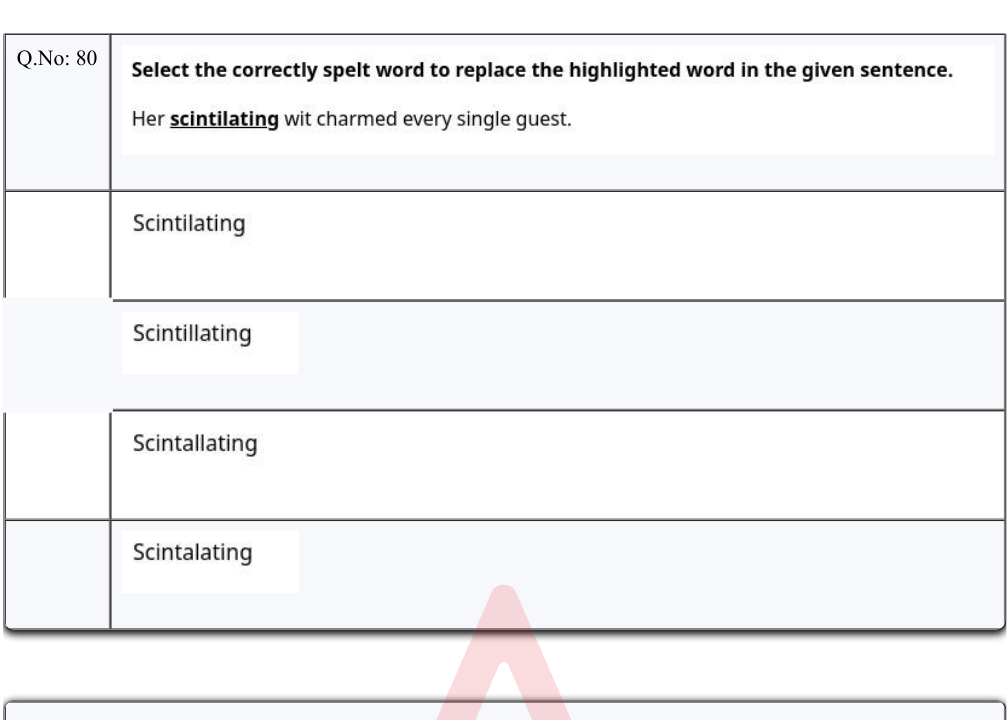 Q.No: 80
Select the correctly spelt word to replace the highlighted word in the given sentence.
Her scintilating wit charmed every single guest.
Scintilating
Scintillating
Scintallating
Scintalating